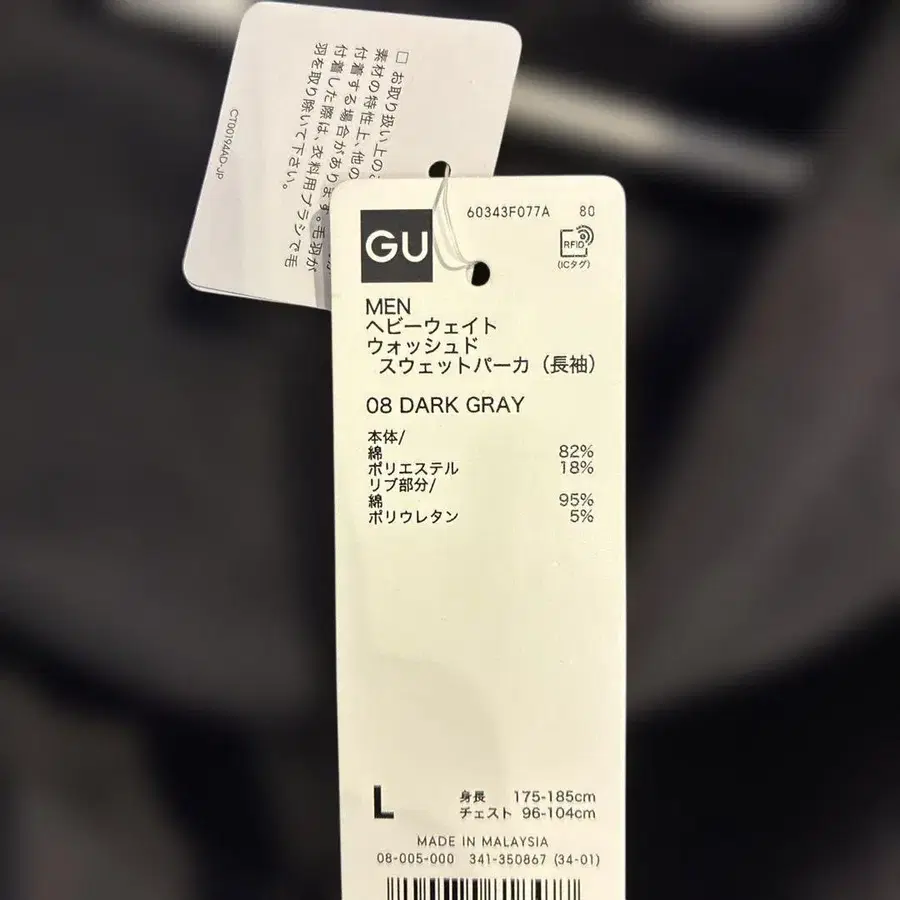 □ お取り扱い上の
素材の特性上、他の
付着する場合があります。毛羽が
付着した際は、衣料用ブラシで毛
羽を取り除いて下さい。
CT00194AD-JP
60343F077A 80
GU
RFID
(ICタグ)
MEN
ヘビーウェイト
ウォッシュド
スウェットパーカ（長袖）
08 DARK GRAY
本体/
綿 82%
ポリエステル 18%
リブ部分/
綿 95%
ポリウレタン 5%
L
身長 175-185cm
チェスト 96-104cm
MADE IN MALAYSIA
08-005-000 341-350867 (34-01)